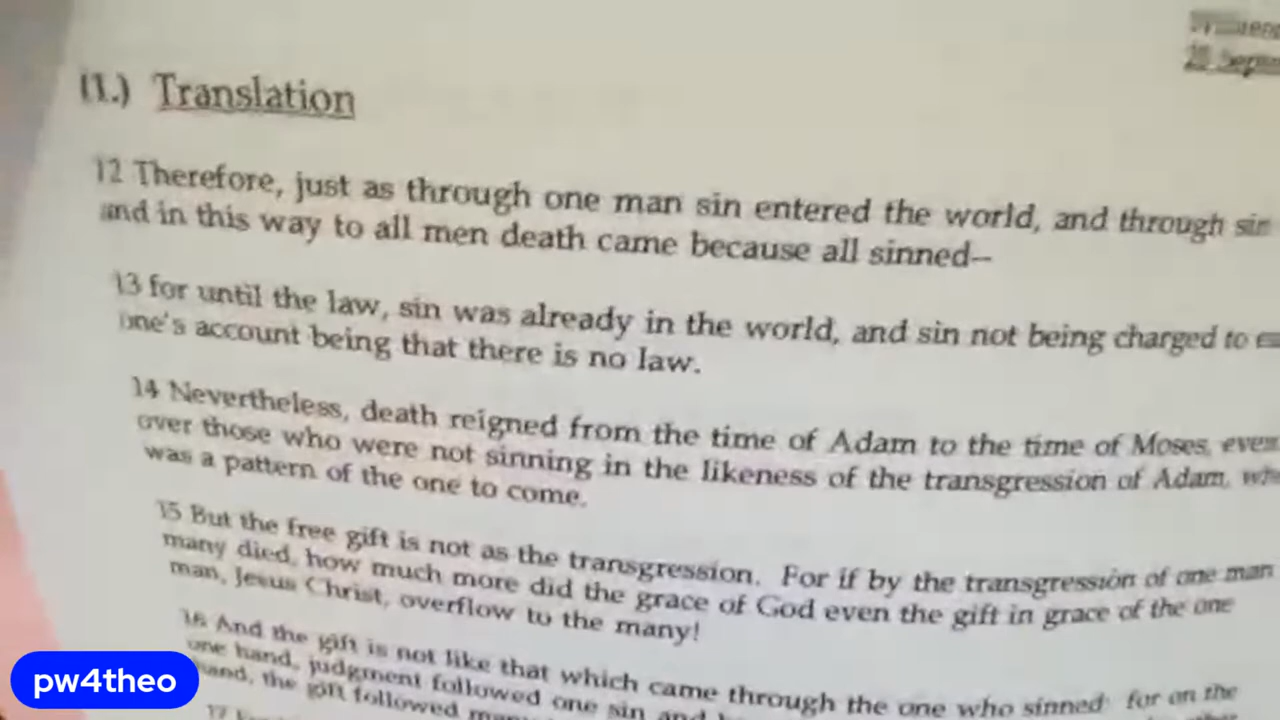 (1.) Translation
12 Therefore, just as through one man sin entered the world, and through sin
and in this way to all men death came because all sinned--
13 for until the law, sin was already in the world, and sin not being charged to
one's account being that there is no law.
14 Nevertheless, death reigned from the time of Adam to the time of Moses, even
over those who were not sinning in the likeness of the transgression of Adam,
was a pattern of the one to come.
15 But the free gift is not as the transgression. For if by the transgression of one man
many died, how much more did the grace of God even the gift in grace of the one
man, Jesus Christ, overflow to the many!
16 And the gift is not like that which came through the one who sinned: for on the
one hand, judgment followed one sin and
hand, the gift followed
17
pw4theo